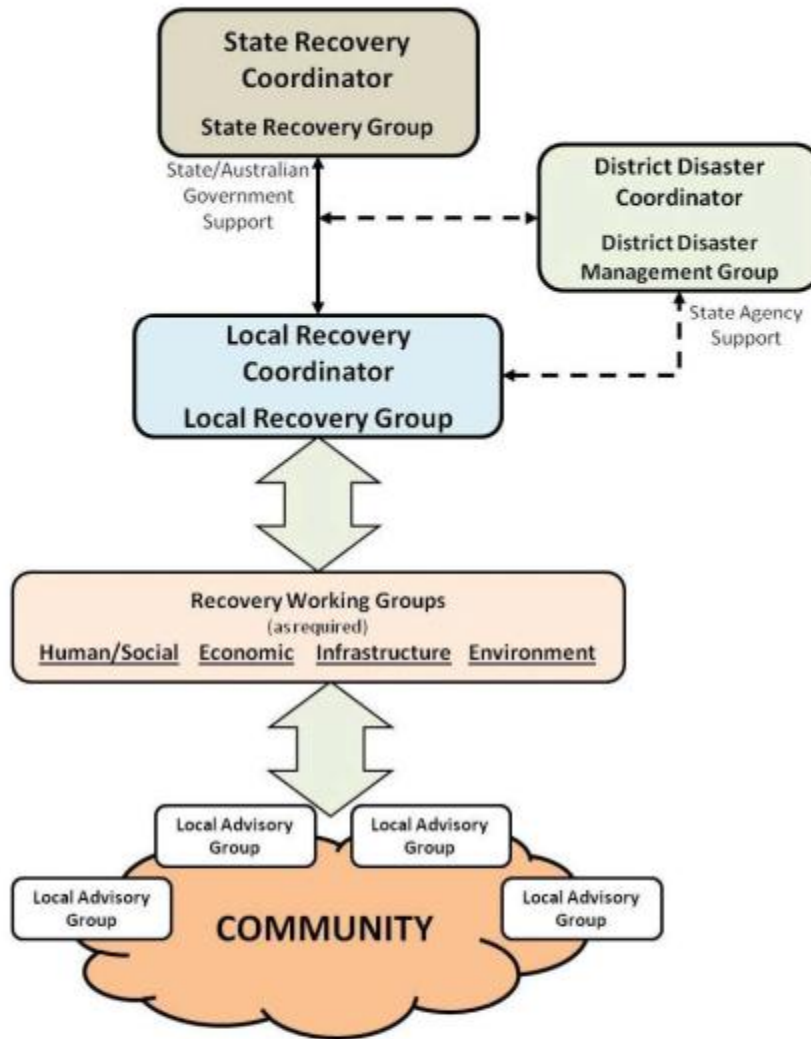 State Recovery
Coordinator
State Recovery Group
State/Australian
Government
Support
District Disaster
Coordinator
District Disaster
Management Group
State Agency
Support
Local Recovery
Coordinator
Local Recovery Group
Recovery Working Groups
(as required)
Human/Social Economic Infrastructure Environment
Local Advisory
Group
Local Advisory
Group
Local Advisory
Group
Local Advisory
Group
COMMUNITY